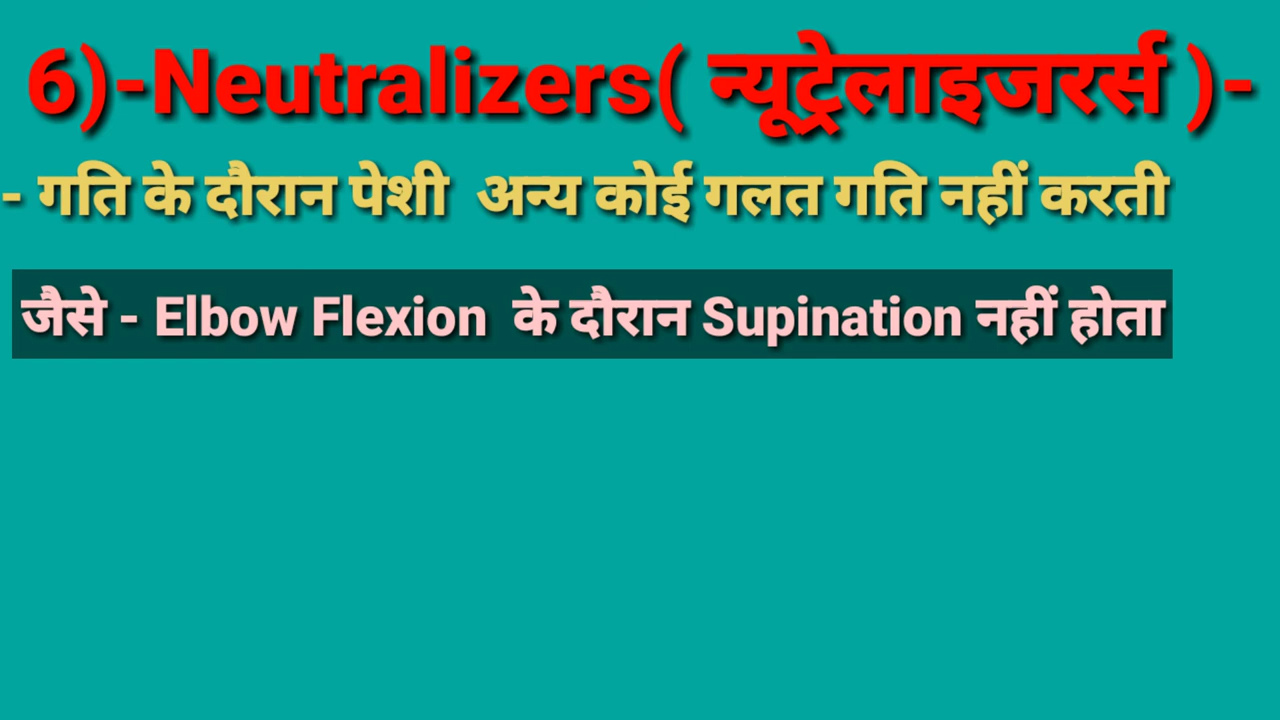 6)-Neutralizers( न्यूट्रेलाइजरर्स )-
- गति के दौरान पेशी अन्य कोई गलत गति नहीं करती
जैसे - Elbow Flexion के दौरान Supination नहीं होता